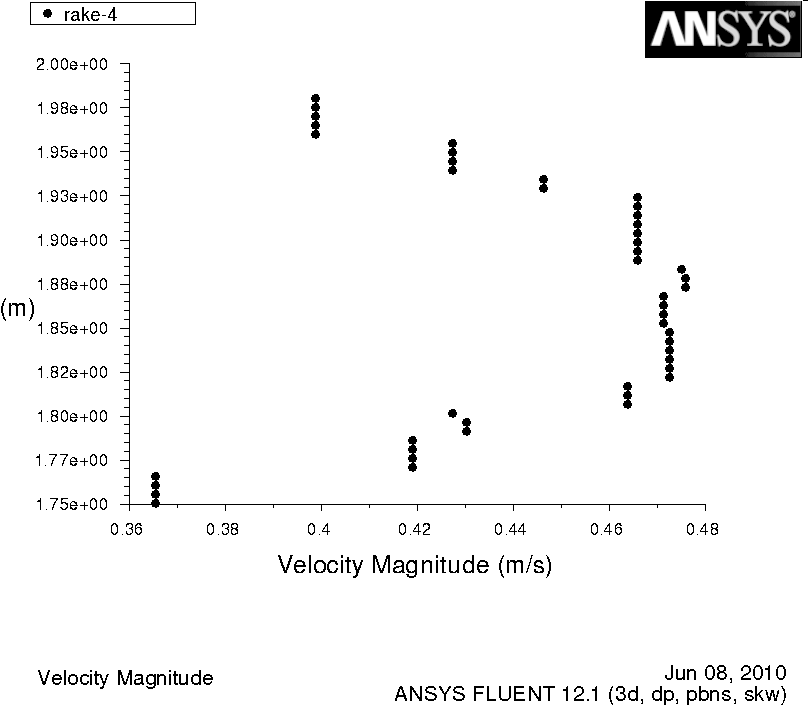 rake-4
ANSYS®
2.00e+00
1.98e+00
1.95e+00
1.93e+00
1.90e+00
1.88e+00
(m)
1.85e+00
1.82e+00
1.80e+00
1.77e+00
1.75e+00
0.36 0.38 0.4 0.42 0.44 0.46 0.48
Velocity Magnitude (m/s)
Velocity Magnitude
Jun 08, 2010
ANSYS FLUENT 12.1 (3d, dp, pbns, skw)